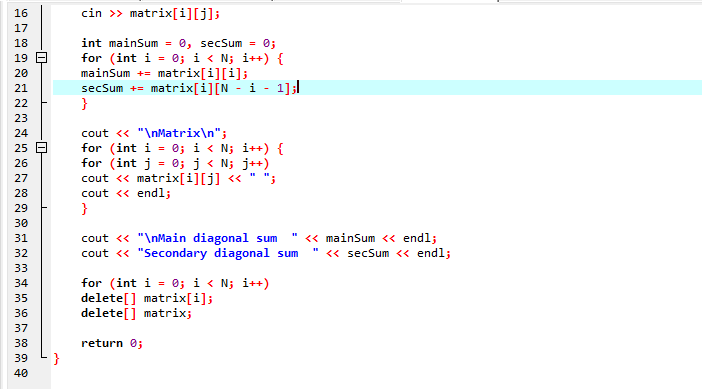 16 cin >> matrix[i][j];
17
18 int mainSum = 0, secSum = 0;
19 for (int i = 0; i < N; i++) {
20 mainSum += matrix[i][i];
21 secSum += matrix[i][N - i - 1];
22 }
23
24 cout << "\nMatrix\n";
25 for (int i = 0; i < N; i++) {
26 for (int j = 0; j < N; j++)
27 cout << matrix[i][j] << " ";
28 cout << endl;
29 }
30
31 cout << "\nMain diagonal sum  " << mainSum << endl;
32 cout << "Secondary diagonal sum  " << secSum << endl;
33
34 for (int i = 0; i < N; i++)
35 delete[] matrix[i];
36 delete[] matrix;
37
38 return 0;
39 }
40